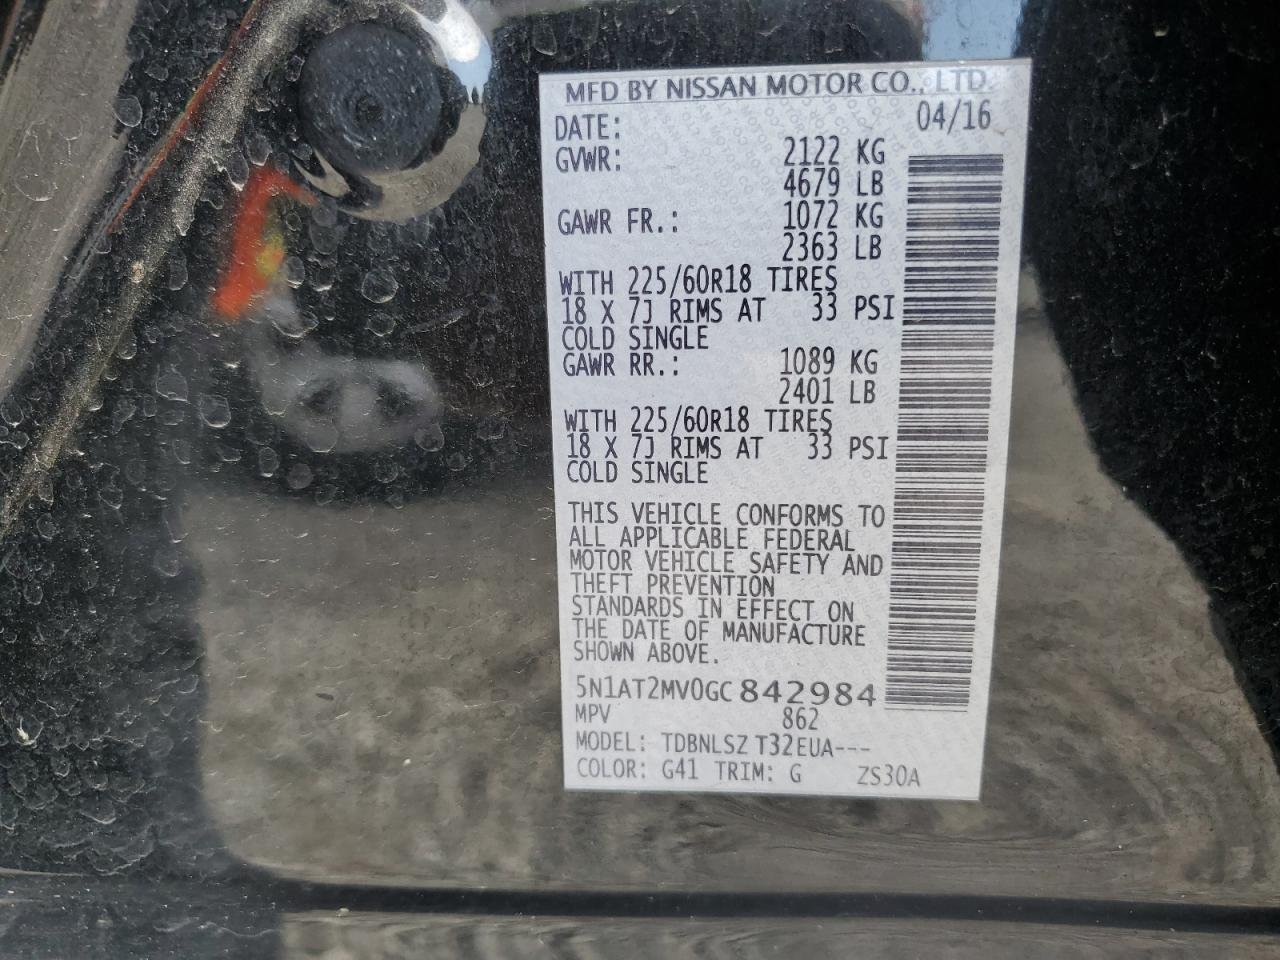 MFD BY NISSAN MOTOR CO., LTD.
DATE: 04/16
GVWR: 2122 KG
4679 LB
GAWR FR.: 1072 KG
2363 LB
WITH 225/60R18 TIRES
18 X 7J RIMS AT 33 PSI
COLD SINGLE
GAWR RR.: 1089 KG
2401 LB
WITH 225/60R18 TIRES
18 X 7J RIMS AT 33 PSI
COLD SINGLE
THIS VEHICLE CONFORMS TO
ALL APPLICABLE FEDERAL
MOTOR VEHICLE SAFETY AND
THEFT PREVENTION
STANDARDS IN EFFECT ON
THE DATE OF MANUFACTURE
SHOWN ABOVE.
5N1AT2MV0GC842984
MPV 862
MODEL: TDBNLSZ T32EUA---
COLOR: G41 TRIM: G ZS30A